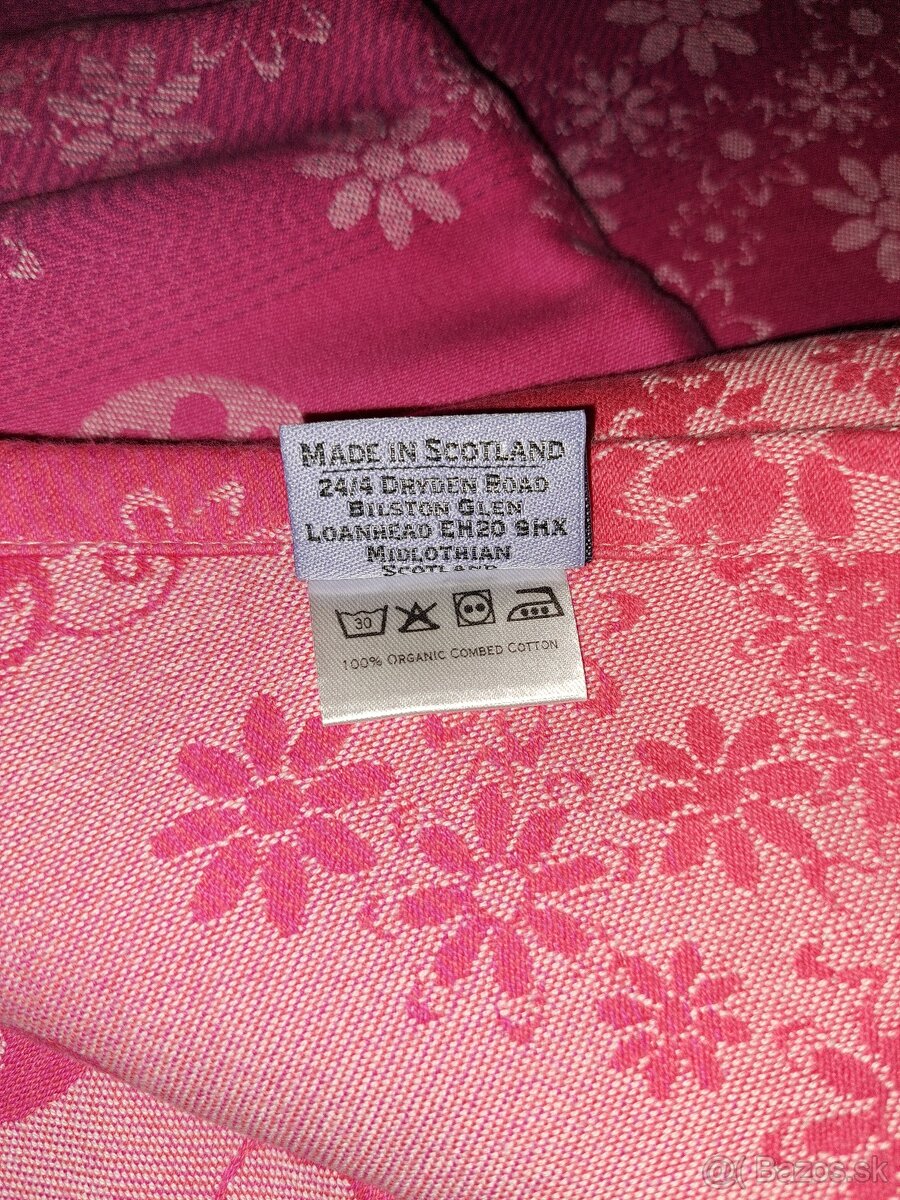 Made in Scotland
24/4 Dryden Road
Bilston Glen
Loanhead EH20 9HX
Midlothian
Scotland
30
100% Organic Combed Cotton
Bazos.sk